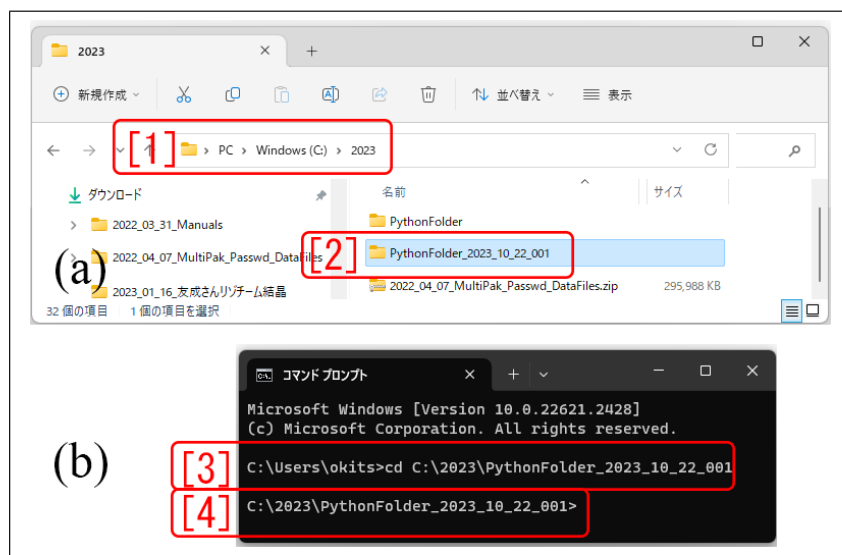 2023
新規作成
並べ替え
表示
[1]
PC > Windows (C:) > 2023
ダウンロード
名前
サイズ
2022_03_31_Manuals
PythonFolder
(a)
2022_04_07_MultiPak_Passwd_DataFiles
[2]
PythonFolder_2023_10_22_001
2023_01_16_友成さんリゾチーム結晶
2022_04_07_MultiPak_Passwd_DataFiles.zip
295,988 KB
32 個の項目
1 個の項目を選択
コマンド プロンプト
Microsoft Windows [Version 10.0.22621.2428]
(c) Microsoft Corporation. All rights reserved.
(b)
[3]
C:\Users\okits>cd C:\2023\PythonFolder_2023_10_22_001
[4]
C:\2023\PythonFolder_2023_10_22_001>